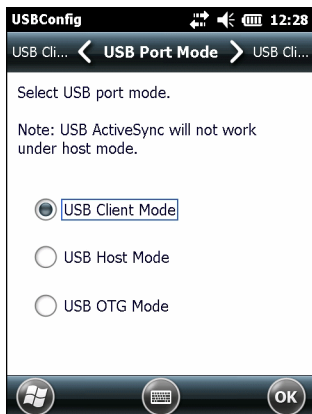 USBConfig 12:28
USB Cli... USB Port Mode USB Cli...
Select USB port mode.
Note: USB ActiveSync will not work
under host mode.
USB Client Mode
USB Host Mode
USB OTG Mode
OK